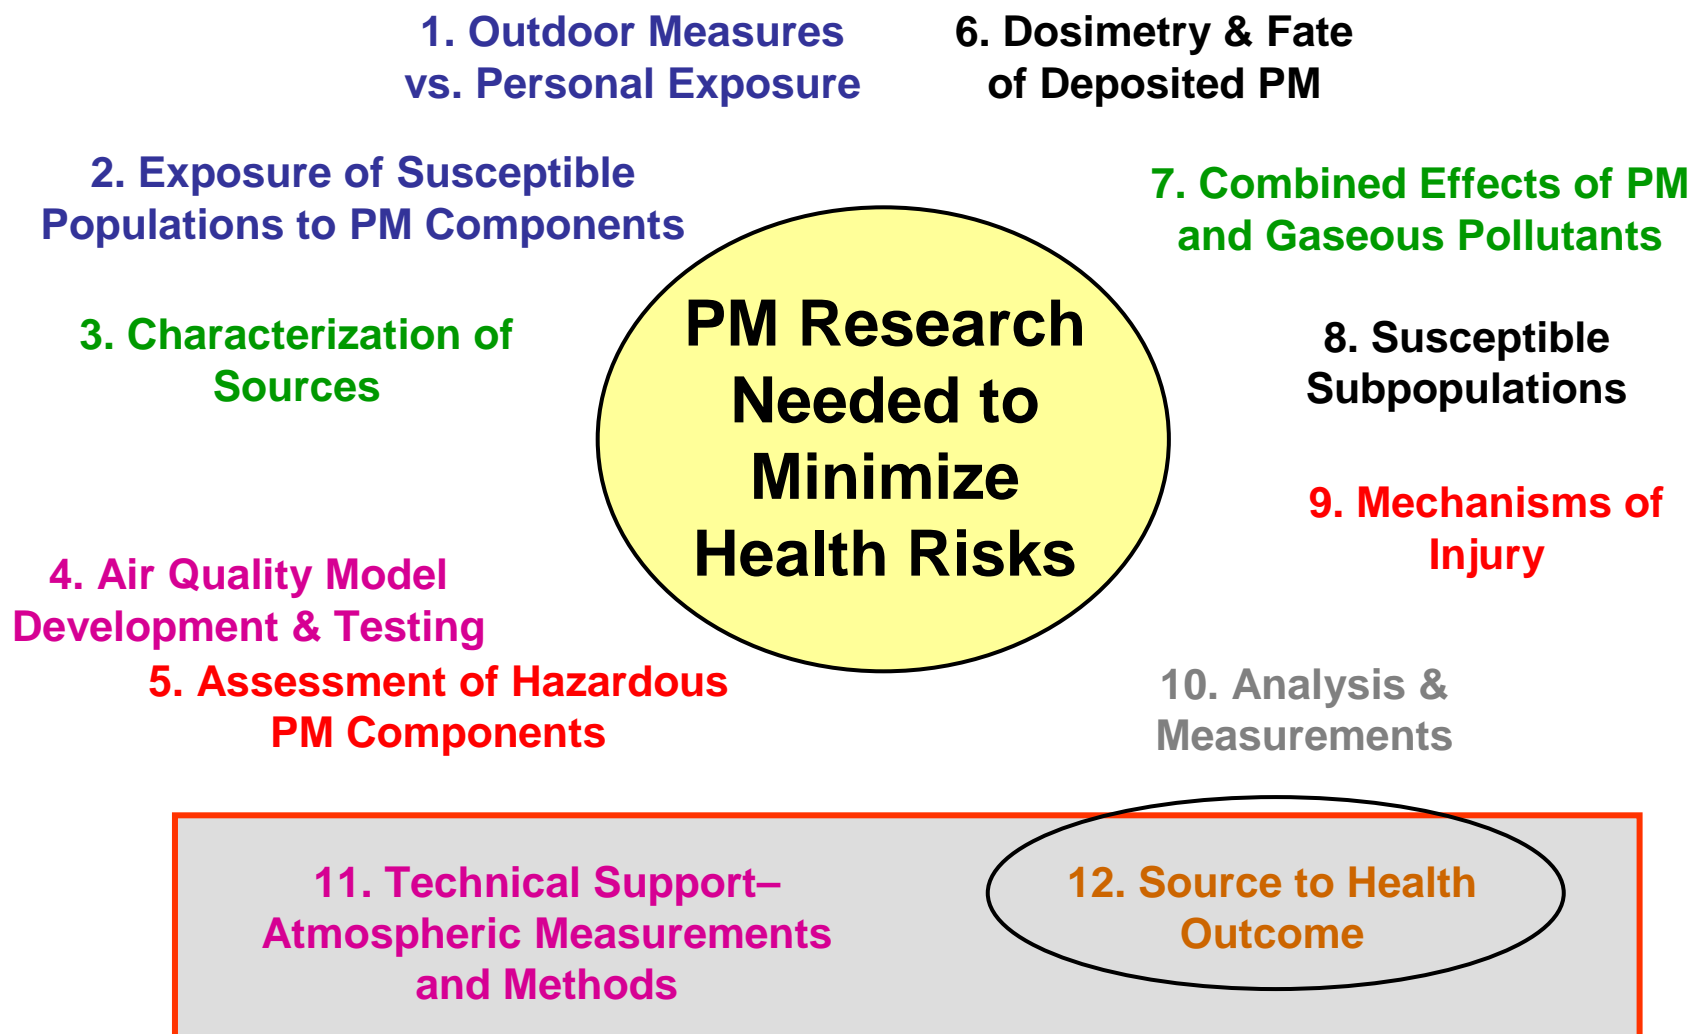 1. Outdoor Measures
vs. Personal Exposure
6. Dosimetry & Fate
of Deposited PM
2. Exposure of Susceptible
Populations to PM Components
7. Combined Effects of PM
and Gaseous Pollutants
3. Characterization of
Sources
PM Research
Needed to
Minimize
Health Risks
8. Susceptible
Subpopulations
9. Mechanisms of
Injury
4. Air Quality Model
Development & Testing
5. Assessment of Hazardous
PM Components
10. Analysis &
Measurements
11. Technical Support–
Atmospheric Measurements
and Methods
12. Source to Health
Outcome